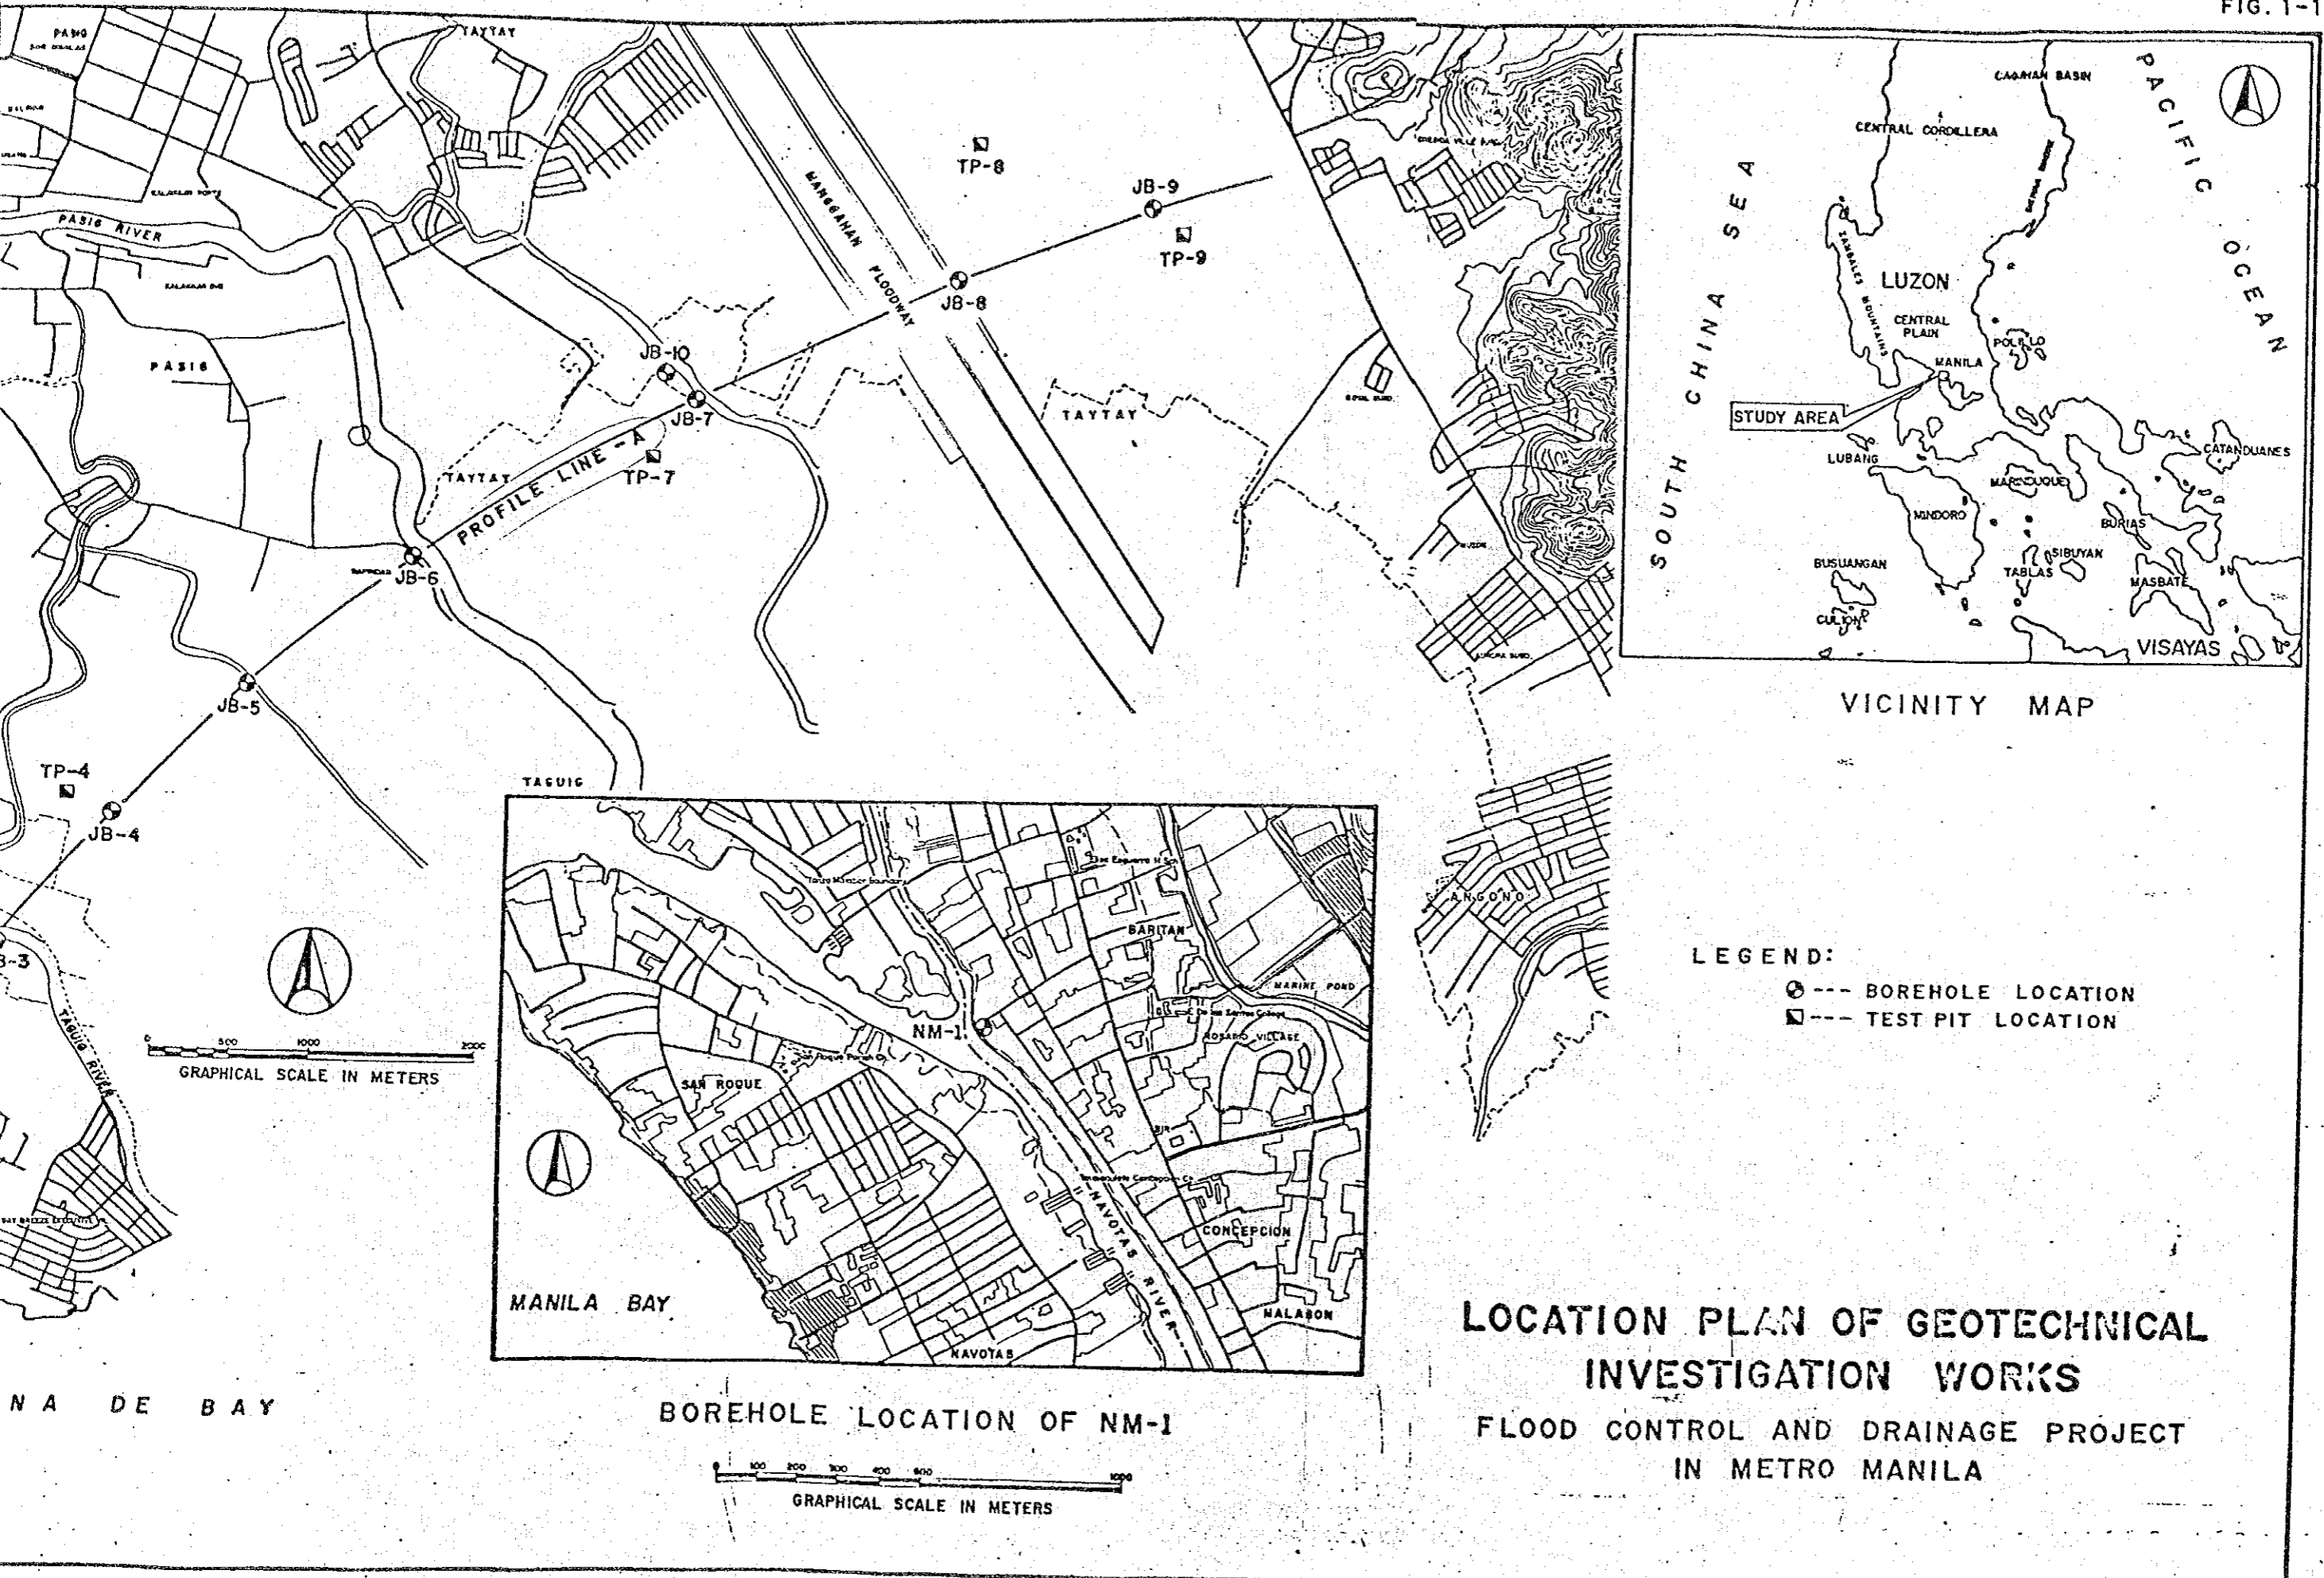 FIG. 1-1
PASIG
TAYTAY
PASIG RIVER
PASIG
MANGGAHAN FLOODWAY
TP-8
JB-9
TP-9
JB-8
JB-10
JB-7
TAYTAY
PROFILE LINE - A
TP-7
TAYTAY
JB-6
JB-5
TP-4
JB-4
TAGUIG
TAGUIG RIVER
ANGONO
GRAPHICAL SCALE IN METERS
0 500 1000 2000
NA DE BAY
PACIFIC OCEAN
SOUTH CHINA SEA
CENTRAL CORDILLERA
ZAMBALES MOUNTAINS
LUZON
CENTRAL
PLAIN
MANILA
STUDY AREA
LUBANG
CATANDUANES
MARINDUQUE
MINDORO
BURIAS
BUSUANGAN
SIBUYAN
TABLAS
MASBATE
VISAYAS
VICINITY MAP
LEGEND:
--- BOREHOLE LOCATION
--- TEST PIT LOCATION
BARITAN
MARINE POND
NM-1
ROSARIO VILLAGE
San Roque Parish Ch.
SAN ROQUE
NAVOTAS RIVER
CONCEPCION
MANILA BAY
MALABON
NAVOTAS
BOREHOLE LOCATION OF NM-1
100 200 300 400 1000
GRAPHICAL SCALE IN METERS
LOCATION PLAN OF GEOTECHNICAL
INVESTIGATION WORKS
FLOOD CONTROL AND DRAINAGE PROJECT
IN METRO MANILA